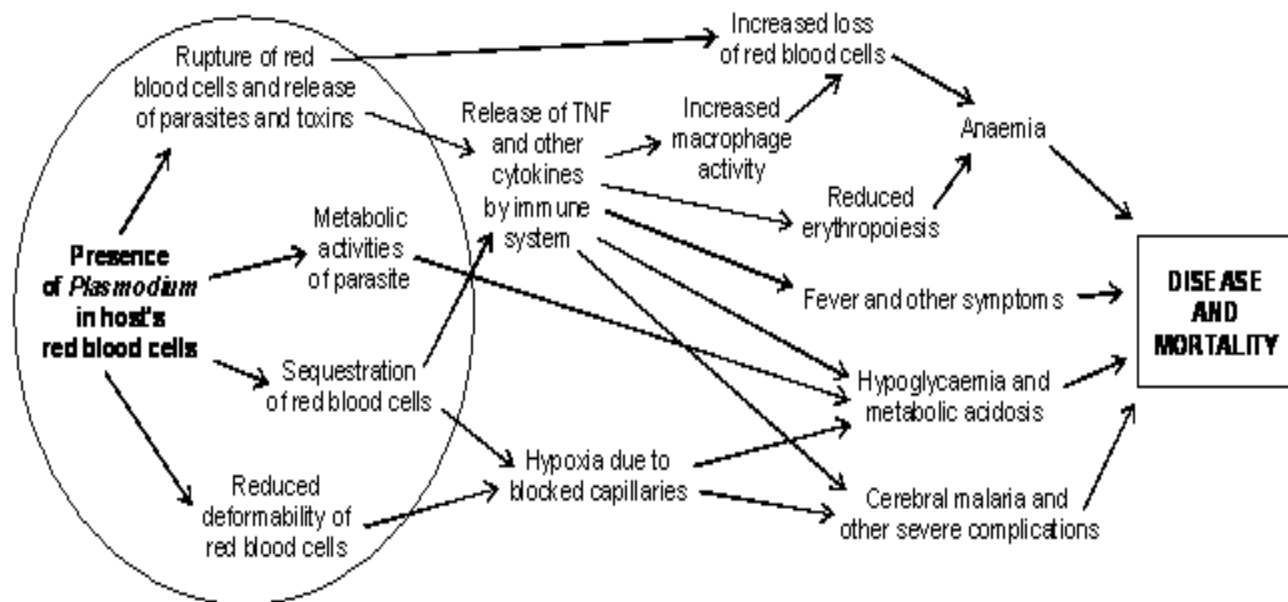 Rupture of red
blood cells and release
of parasites and toxins
Increased loss
of red blood cells
Release of TNF
and other
cytokines
by immune
system
Increased
macrophage
activity
Anaemia
Reduced
erythropoiesis
Metabolic
activities
of parasite
Presence
of Plasmodium
in host's
red blood cells
Fever and other symptoms
DISEASE
AND
MORTALITY
Sequestration
of red blood cells
Hypoglycaemia and
metabolic acidosis
Hypoxia due to
blocked capillaries
Reduced
deformability of
red blood cells
Cerebral malaria and
other severe complications